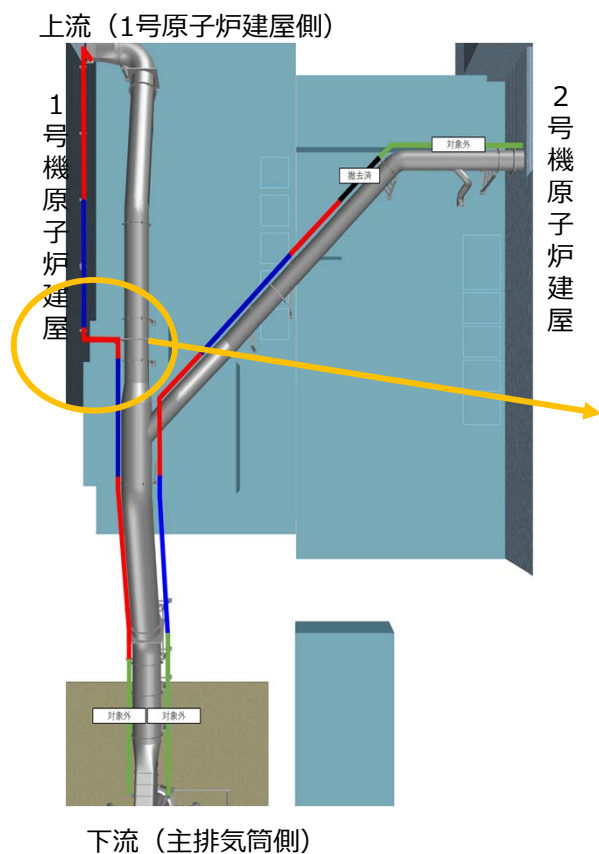 上流（1号原子炉建屋側）
1号機原子炉建屋
2号機原子炉建屋
対象外
撤去済
対象外
対象外
下流（主排気筒側）